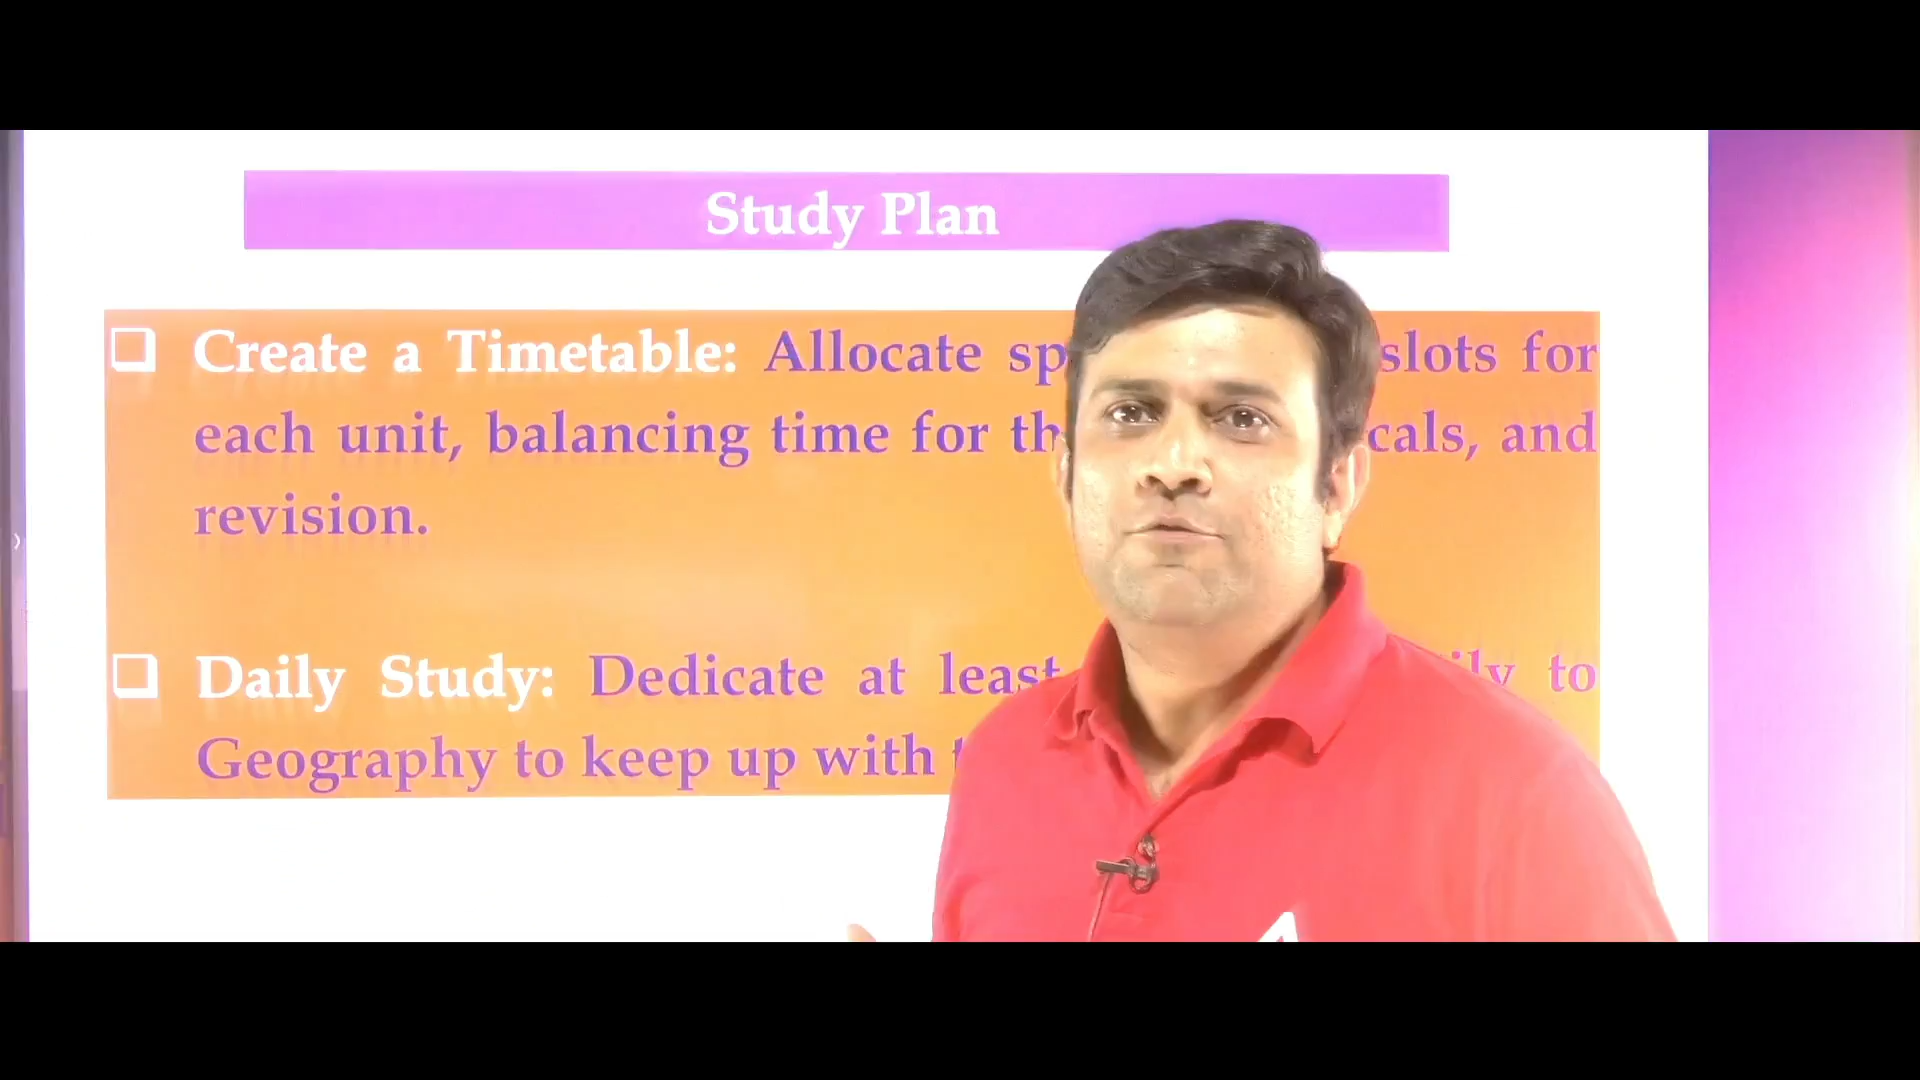 Study Plan
❑ Create a Timetable: Allocate sp slots for
each unit, balancing time for th cals, and
revision.
❑ Daily Study: Dedicate at least ily to
Geography to keep up with t